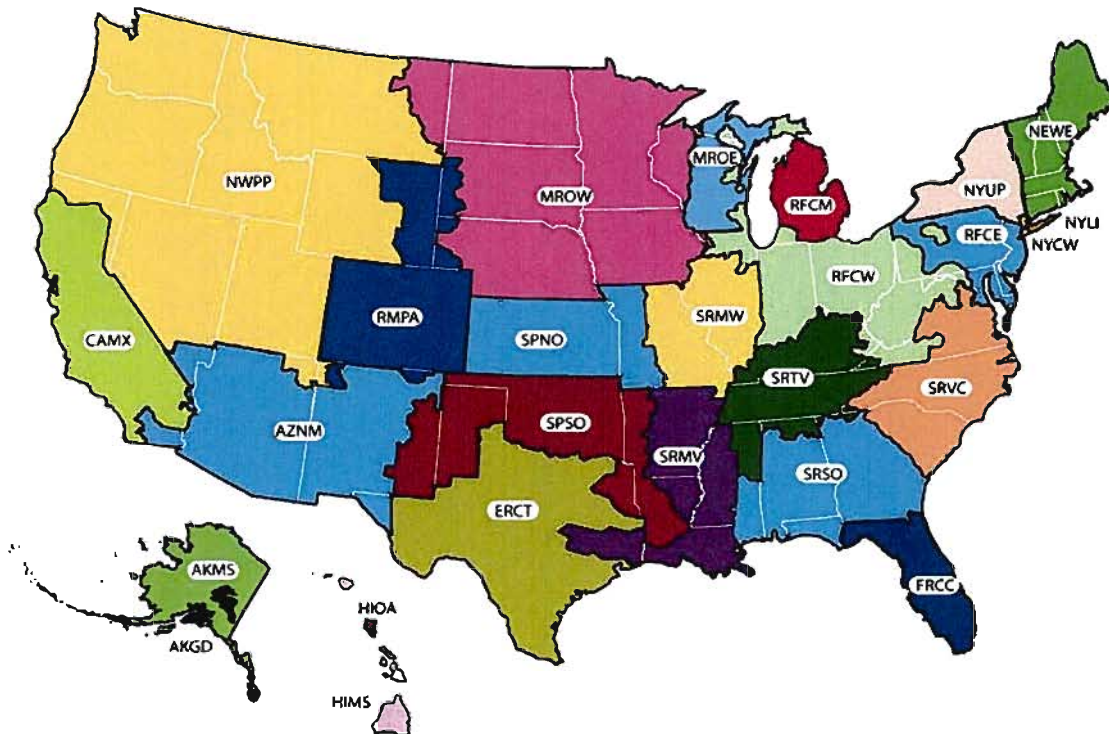 NEWE
MROE
NWPP
NYUP
MROW
RFCM
NYLI
RFCE
NYCW
RFCW
RMPA
SRMW
SPNO
CAMX
SRTV
SRVC
SPSO
AZNM
SRMV
SRSO
ERCT
AKMS
FRCC
HIOA
AKGD
HIMS